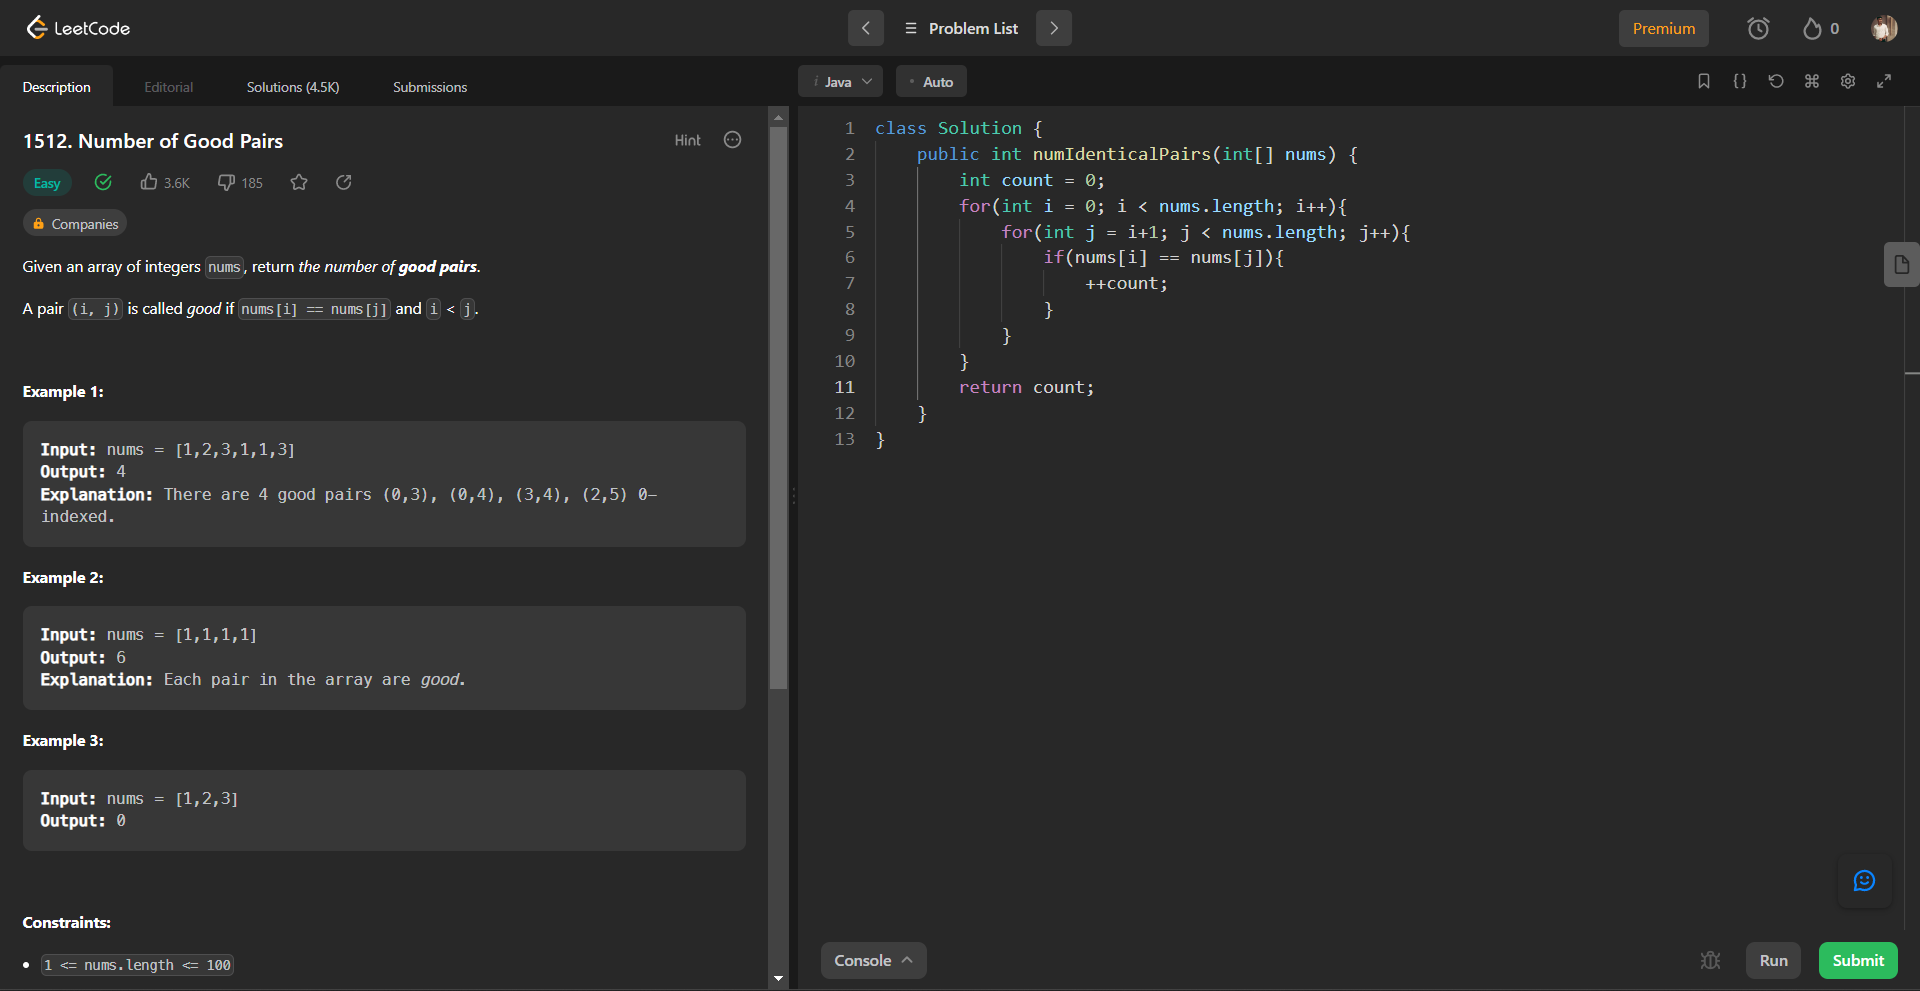 LeetCode
Problem List
Premium
0
Description
Editorial
Solutions (4.5K)
Submissions
1512. Number of Good Pairs
Hint
Easy
3.6K
185
Companies
Given an array of integers nums, return the number of good pairs.
A pair (i, j) is called good if nums[i] == nums[j] and i < j.
Example 1:
Input: nums = [1,2,3,1,1,3]
Output: 4
Explanation: There are 4 good pairs (0,3), (0,4), (3,4), (2,5) 0-
indexed.
Example 2:
Input: nums = [1,1,1,1]
Output: 6
Explanation: Each pair in the array are good.
Example 3:
Input: nums = [1,2,3]
Output: 0
Constraints:
• 1 <= nums.length <= 100
i Java
• Auto
{}
1 class Solution {
2 public int numIdenticalPairs(int[] nums) {
3 int count = 0;
4 for(int i = 0; i < nums.length; i++){
5 for(int j = i+1; j < nums.length; j++){
6 if(nums[i] == nums[j]){
7 ++count;
8 }
9 }
10 }
11 return count;
12 }
13 }
Console
Run
Submit